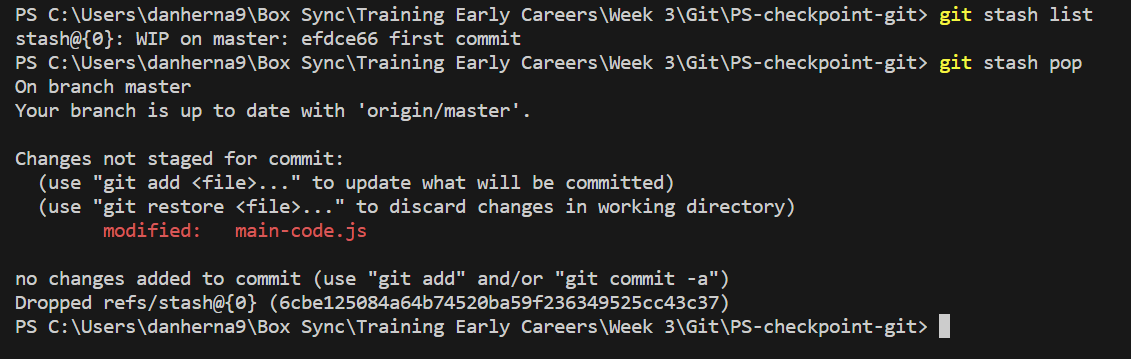 PS C:\Users\danherna9\Box Sync\Training Early Careers\Week 3\Git\PS-checkpoint-git> git stash list
stash@{0}: WIP on master: efdce66 first commit
PS C:\Users\danherna9\Box Sync\Training Early Careers\Week 3\Git\PS-checkpoint-git> git stash pop
On branch master
Your branch is up to date with 'origin/master'.

Changes not staged for commit:
  (use "git add <file>..." to update what will be committed)
  (use "git restore <file>..." to discard changes in working directory)
        modified:   main-code.js

no changes added to commit (use "git add" and/or "git commit -a")
Dropped refs/stash@{0} (6cbe125084a64b74520ba59f236349525cc43c37)
PS C:\Users\danherna9\Box Sync\Training Early Careers\Week 3\Git\PS-checkpoint-git>